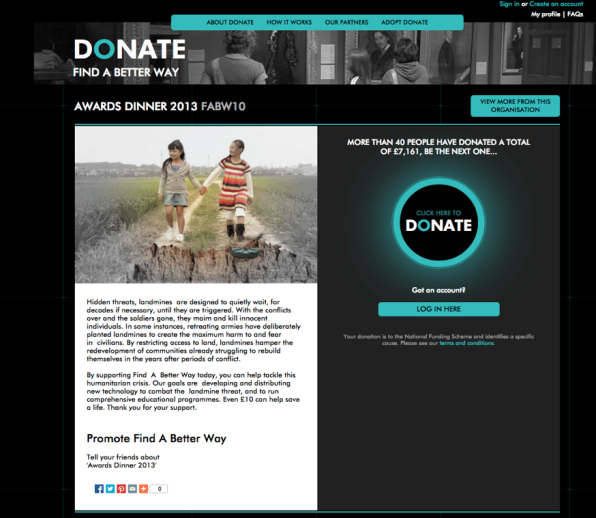 Sign in or Create an account
My profile | FAQs
ABOUT DONATE HOW IT WORKS OUR PARTNERS ADOPT DONATE
DONATE
FIND A BETTER WAY
AWARDS DINNER 2013 FABW10
VIEW MORE FROM THIS
ORGANISATION
MORE THAN 40 PEOPLE HAVE DONATED A TOTAL
OF £7,161, BE THE NEXT ONE...
CLICK HERE TO
DONATE
Got an account?
LOG IN HERE
Your donation is to the National Funding Scheme and identifies a specific
cause. Please see our terms and conditions.
Hidden threats, landmines are designed to quietly wait, for
decades if necessary, until they are triggered. With the conflicts
over and the soldiers gone, they maim and kill innocent
individuals. In some instances, retreating armies have deliberately
planted landmines to create the maximum harm to and fear
in civilians. By restricting access to land, landmines hamper the
redevelopment of communities already struggling to rebuild
themselves in the years after periods of conflict.
By supporting Find A Better Way today, you can help tackle this
humanitarian crisis. Our goals are developing and distributing
new technology to combat the landmine threat, and to run
comprehensive educational programmes. Even £10 can help save
a life. Thank you for your support.
Promote Find A Better Way
Tell your friends about
'Awards Dinner 2013'
0